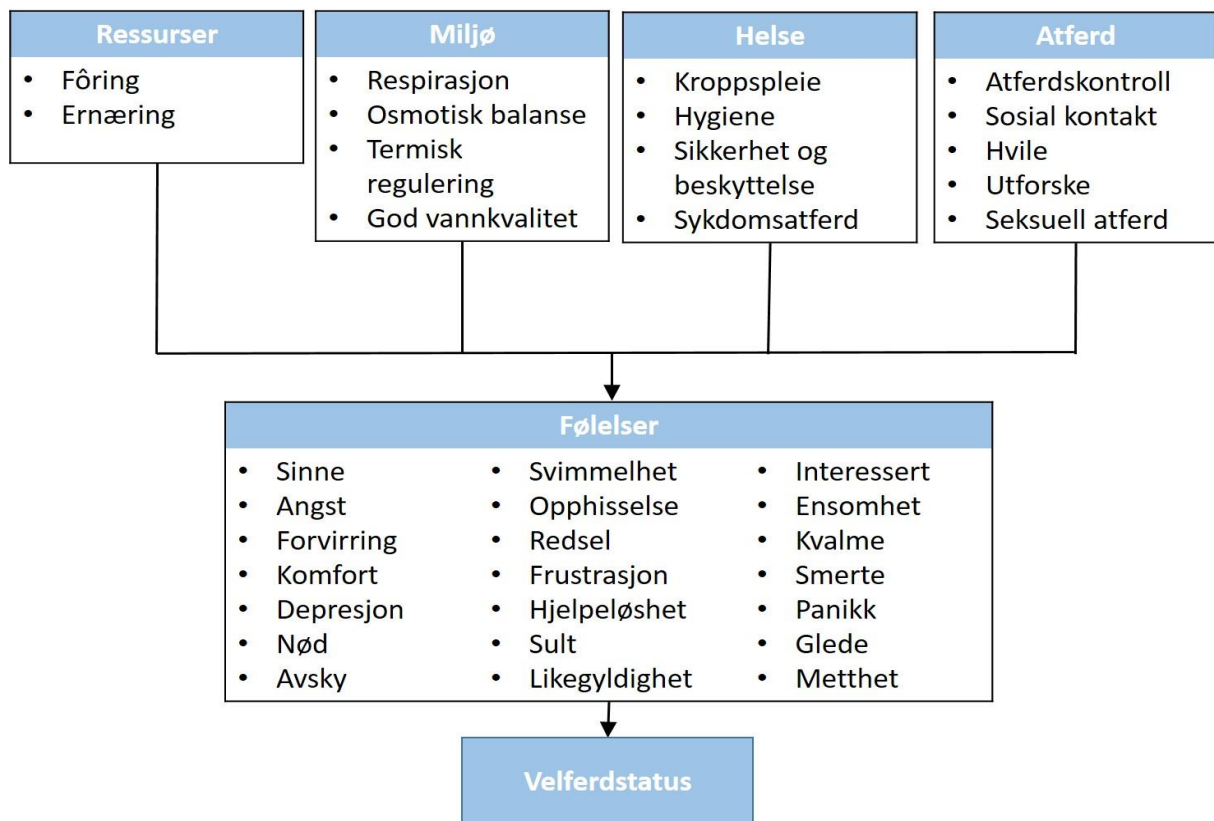 Ressurser
• Fôring
• Ernæring
Miljø
• Respirasjon
• Osmotisk balanse
• Termisk
regulering
• God vannkvalitet
Helse
• Kroppspleie
• Hygiene
• Sikkerhet og
beskyttelse
• Sykdomsatferd
Atferd
• Atferdskontroll
• Sosial kontakt
• Hvile
• Utforske
• Seksuell atferd
Følelser
• Sinne
• Angst
• Forvirring
• Komfort
• Depresjon
• Nød
• Avsky
• Svimmelhet
• Opphisselse
• Redsel
• Frustrasjon
• Hjelpeløshet
• Sult
• Likegyldighet
• Interessert
• Ensomhet
• Kvalme
• Smerte
• Panikk
• Glede
• Metthet
Velferdstatus